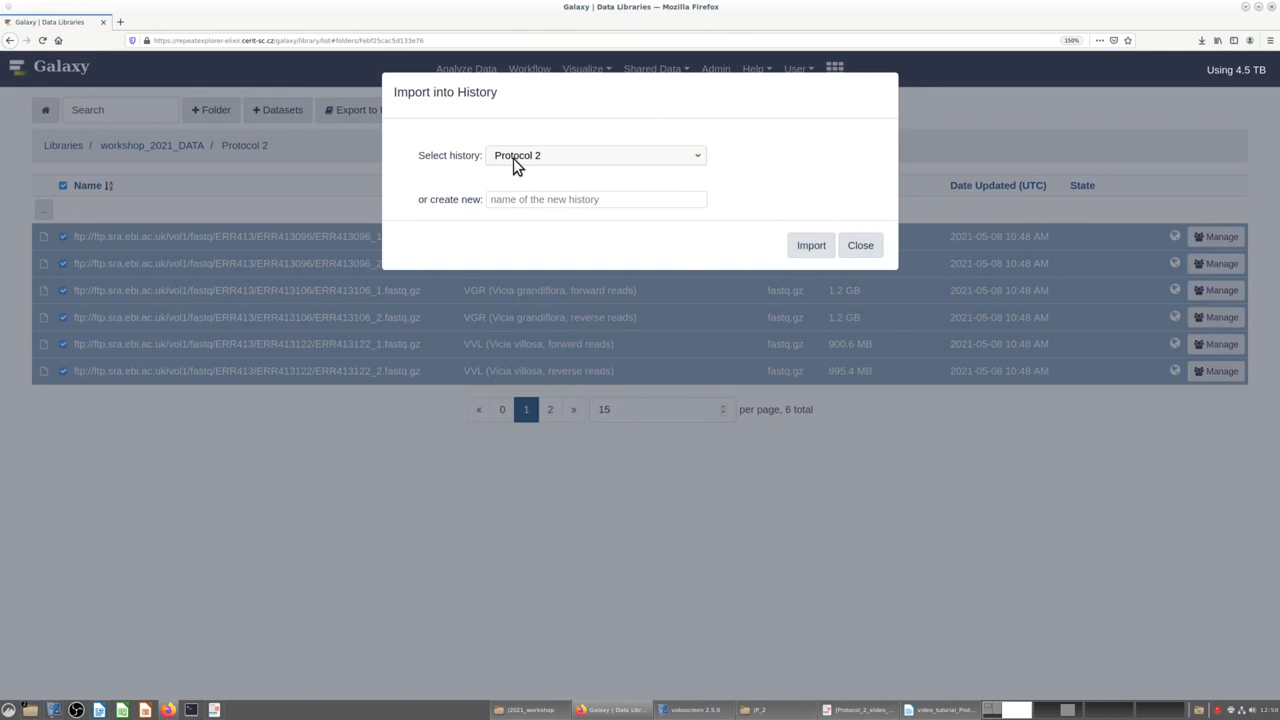 Galaxy | Data Libraries - Mozilla Firefox
Galaxy | Data Libraries
https://repeatexplorer-elixir.cerit-sc.cz/galaxy/library/list#folders/Febf25cac5d133e76
150%
Galaxy
Analyze Data Workflow Visualize Shared Data Admin Help User
Using 4.5 TB
Import into History
Search
+ Folder
+ Datasets
Export to
Libraries / workshop_2021_DATA / Protocol 2
Select history: Protocol 2
or create new: name of the new history
Import Close
Name Date Updated (UTC) State
..
ftp://ftp.sra.ebi.ac.uk/vol1/fastq/ERR413/ERR413096/ERR413096_1 2021-05-08 10:48 AM Manage
ftp://ftp.sra.ebi.ac.uk/vol1/fastq/ERR413/ERR413096/ERR413096_2 2021-05-08 10:48 AM Manage
ftp://ftp.sra.ebi.ac.uk/vol1/fastq/ERR413/ERR413106/ERR413106_1.fastq.gz VGR (Vicia grandiflora, forward reads) fastq.gz 1.2 GB 2021-05-08 10:48 AM Manage
ftp://ftp.sra.ebi.ac.uk/vol1/fastq/ERR413/ERR413106/ERR413106_2.fastq.gz VGR (Vicia grandiflora, reverse reads) fastq.gz 1.2 GB 2021-05-08 10:48 AM Manage
ftp://ftp.sra.ebi.ac.uk/vol1/fastq/ERR413/ERR413122/ERR413122_1.fastq.gz VVL (Vicia villosa, forward reads) fastq.gz 900.6 MB 2021-05-08 10:48 AM Manage
ftp://ftp.sra.ebi.ac.uk/vol1/fastq/ERR413/ERR413122/ERR413122_2.fastq.gz VVL (Vicia villosa, reverse reads) fastq.gz 895.4 MB 2021-05-08 10:48 AM Manage
« 0 1 2 » 15 per page, 6 total
[2021_workshop Galaxy | Data Libr... vokoscreen 2.5.0 [P_2 [Protocol_2_slides_... video_tutorial_Prot... 12:50